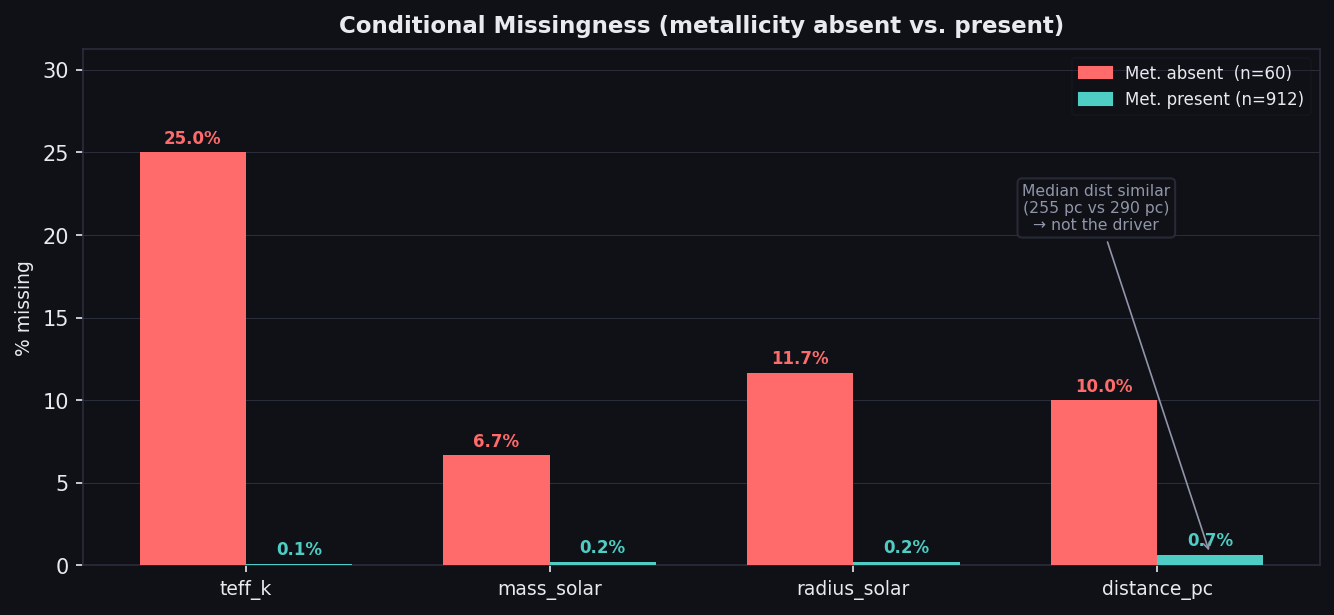 Conditional Missingness (metallicity absent vs. present)
Met. absent (n=60)
Met. present (n=912)
% missing
30
25
20
15
10
5
0
25.0%
0.1%
6.7%
0.2%
11.7%
0.2%
10.0%
0.7%
Median dist similar
(255 pc vs 290 pc)
→ not the driver
teff_k
mass_solar
radius_solar
distance_pc